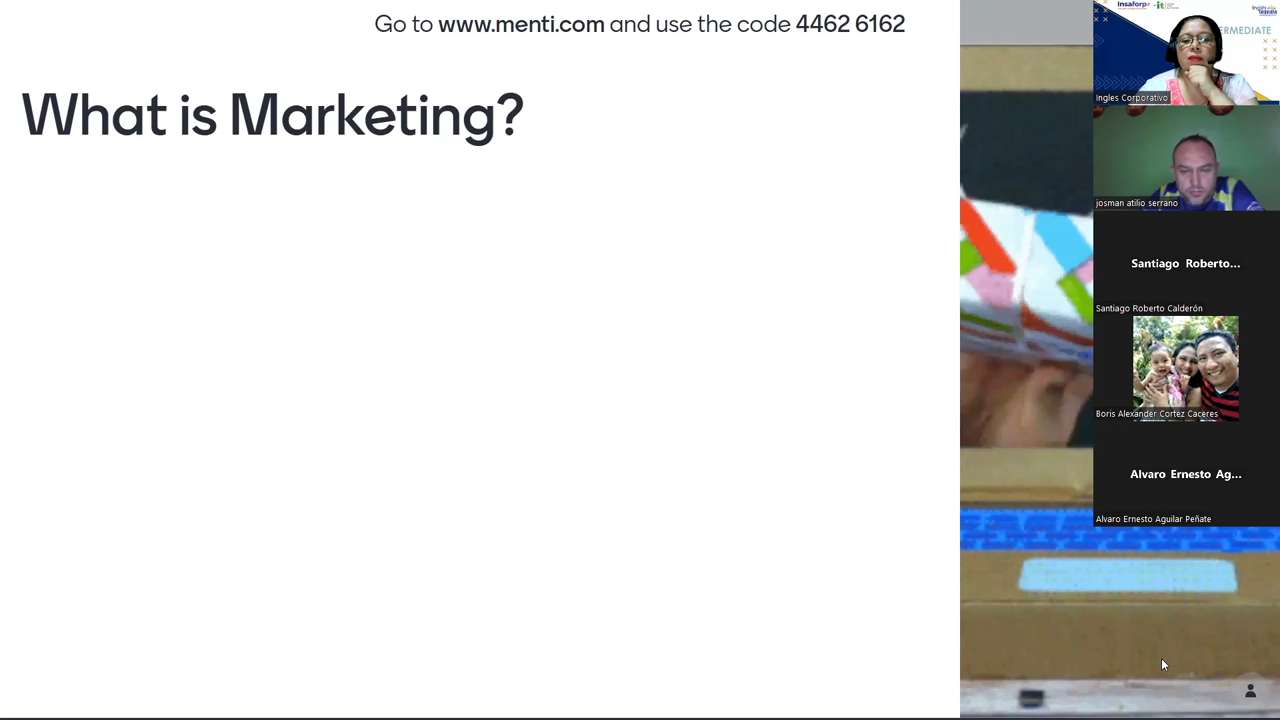 Go to www.menti.com and use the code 4462 6162
What is Marketing?
Insaforp
it
ERMEDIATE
Ingles Corporativo
josman atilio serrano
Santiago Roberto...
Santiago Roberto Calderón
Boris Alexander Cortez Caceres
Alvaro Ernesto Ag...
Alvaro Ernesto Aguilar Peñate